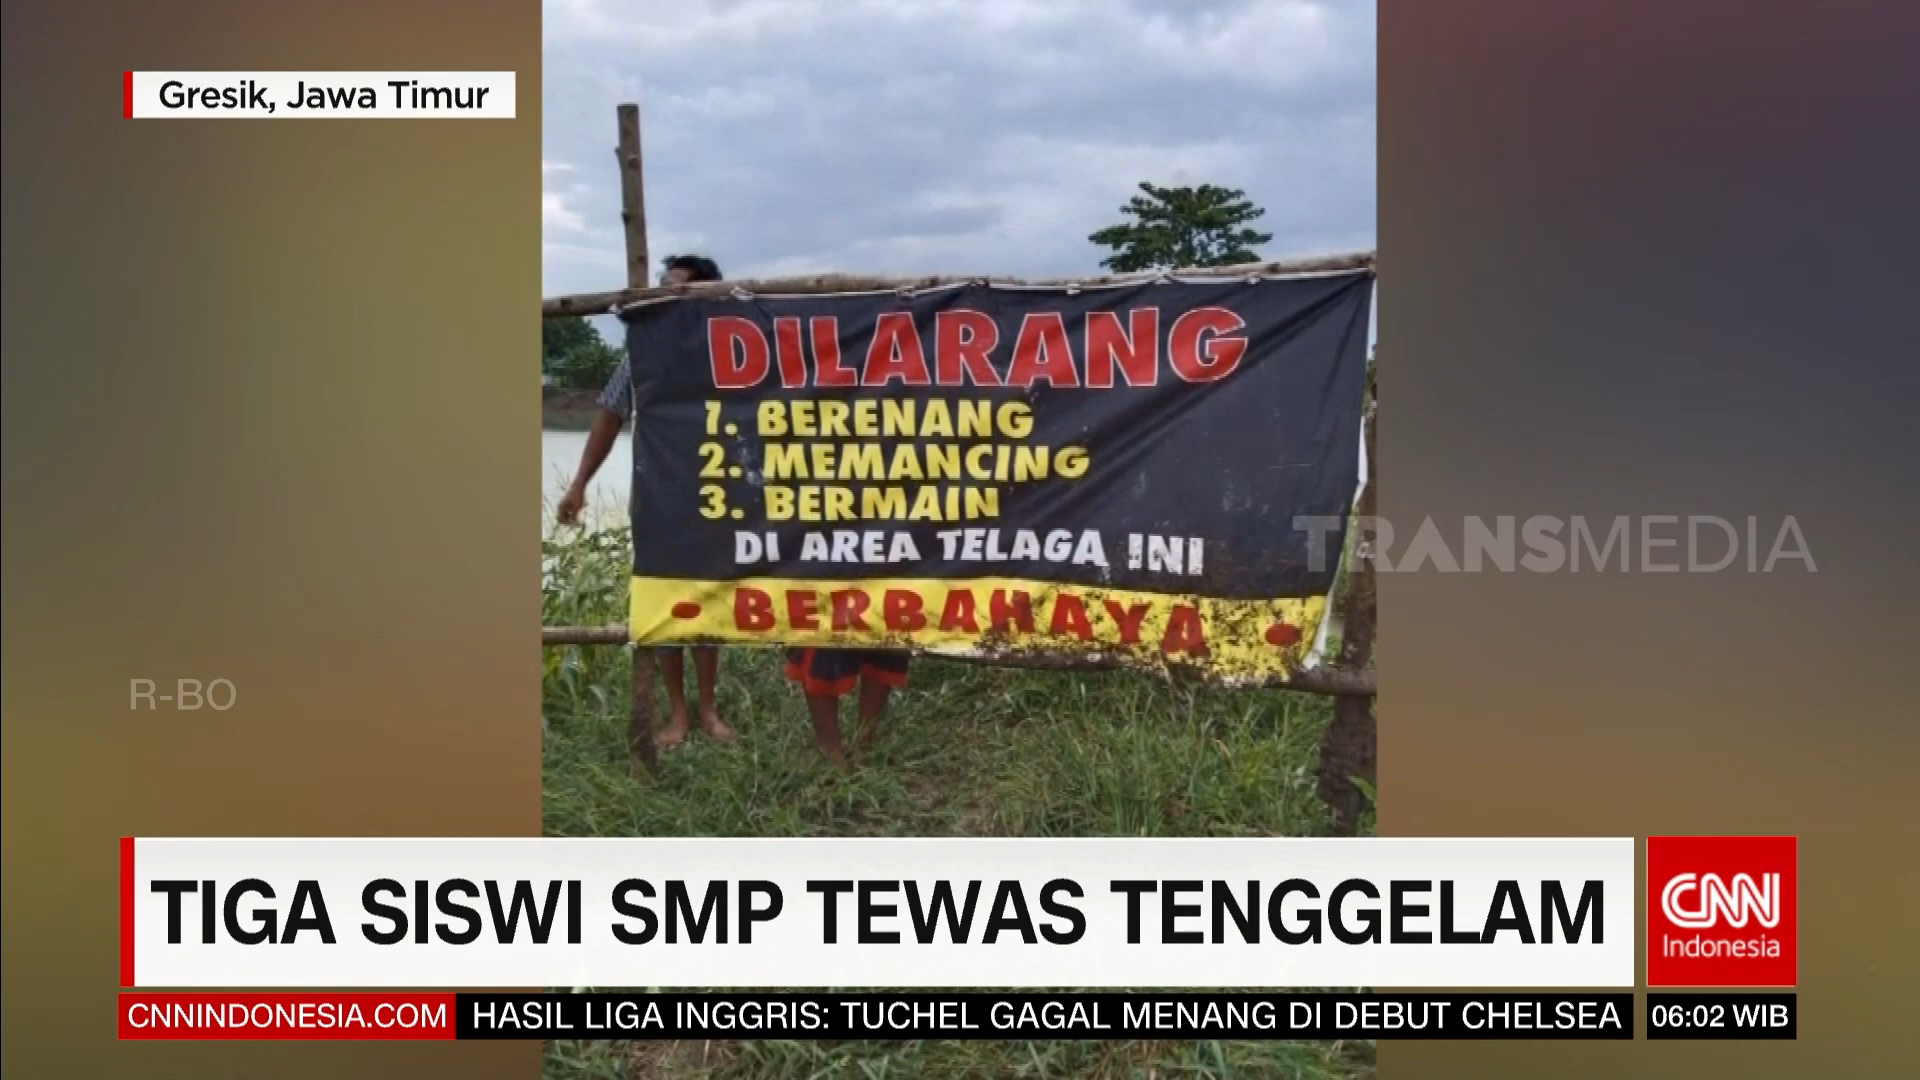 Gresik, Jawa Timur
DILARANG
1. BERENANG
2. MEMANCING
3. BERMAIN
DI AREA TELAGA INI
- BERBAHAYA -
TRANSMEDIA
R-BO
TIGA SISWI SMP TEWAS TENGGELAM
CNN
Indonesia
CNNINDONESIA.COM
HASIL LIGA INGGRIS: TUCHEL GAGAL MENANG DI DEBUT CHELSEA
06:02 WIB